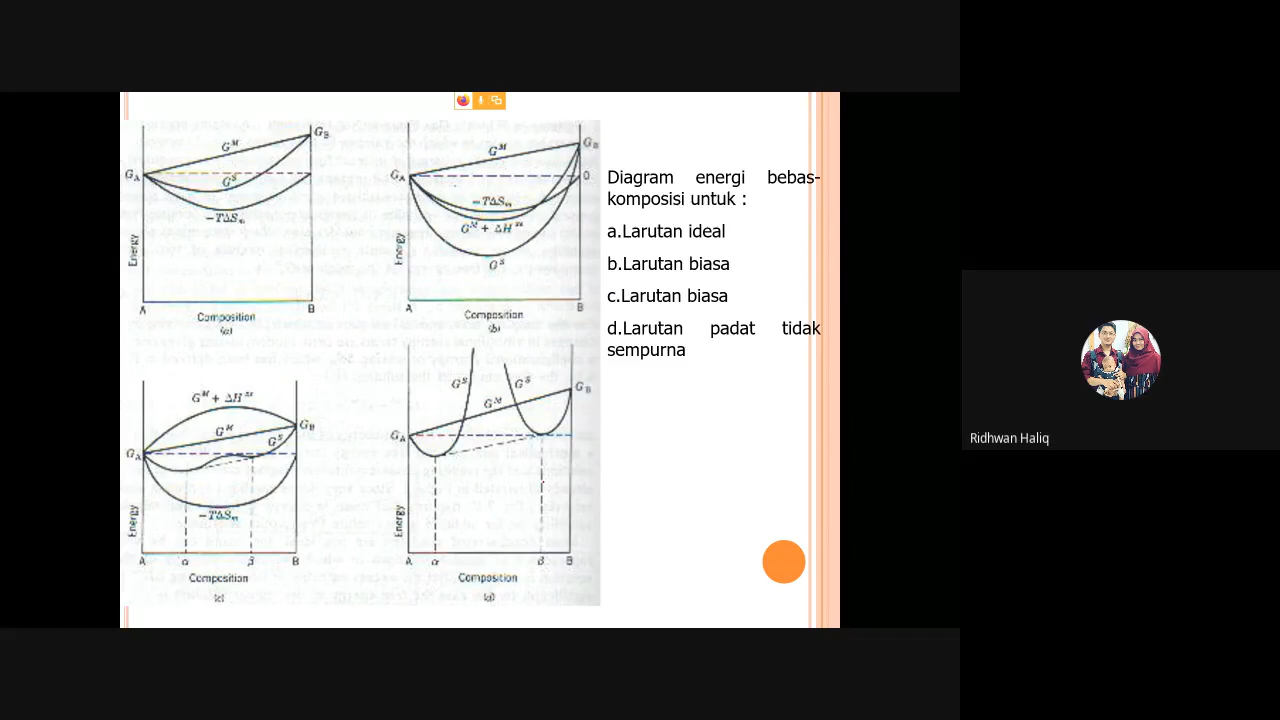 G^B
G^M
G_A
G^S
−TΔS_m
Energy
A
B
Composition
(a)
G_B
G^M
G_A
0
−TΔS_m
G^M + ΔH^xs
G^S
Energy
A
B
Composition
(b)
Diagram energi bebas-
komposisi untuk :
a.Larutan ideal
b.Larutan biasa
c.Larutan biasa
d.Larutan padat tidak
sempurna
G^M + ΔH^xs
G^M
G_B
G^S
G_A
−TΔS_m
Energy
A
α
β
B
Composition
(c)
G^S
G^S
G_B
G^M
G_A
Energy
A
α
β
B
Composition
(d)
Ridhwan Haliq